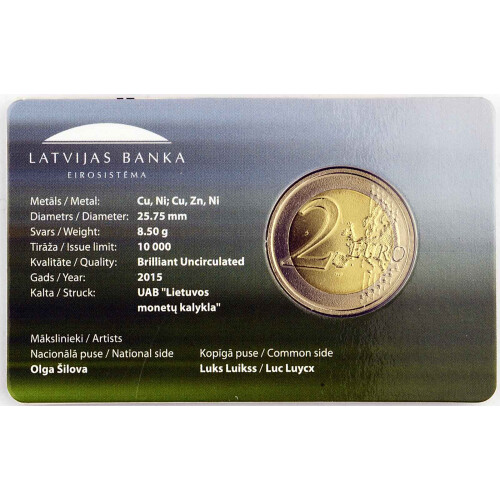 LATVIJAS BANKA
EIROSISTĒMA
Metāls / Metal: Cu, Ni; Cu, Zn, Ni
Diametrs / Diameter: 25.75 mm
Svars / Weight: 8.50 g
Tirāža / Issue limit: 10 000
Kvalitāte / Quality: Brilliant Uncirculated
Gads / Year: 2015
Kalta / Struck: UAB "Lietuvos
monetų kalykla"
2 EURO
Mākslinieki / Artists
Nacionālā puse / National side
Olga Šilova
Kopīgā puse / Common side
Luks Luikss / Luc Luycx